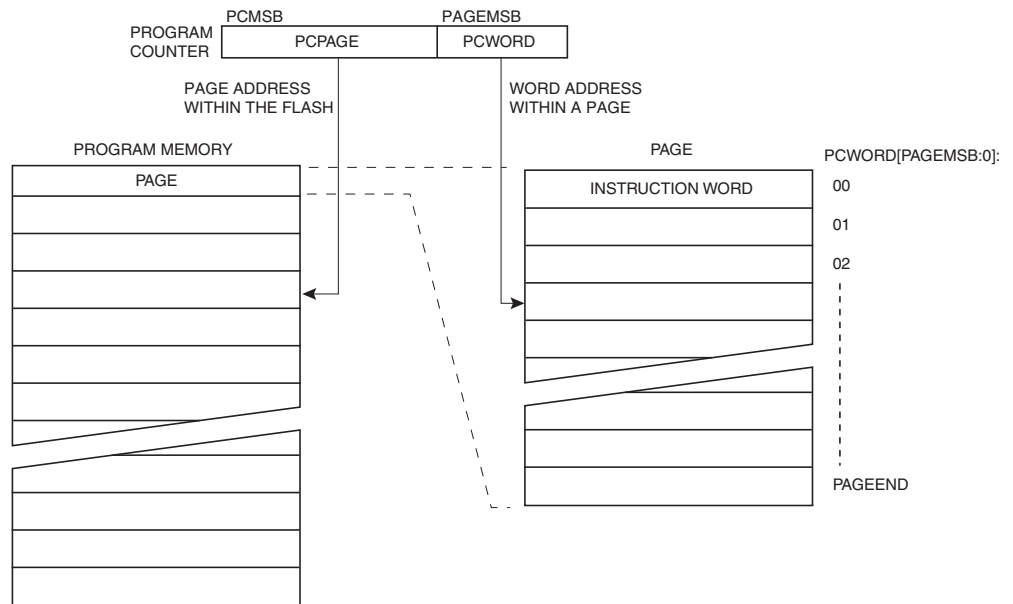 PCMSB
PAGEMSB
PROGRAM
COUNTER
PCPAGE
PCWORD
PAGE ADDRESS
WITHIN THE FLASH
WORD ADDRESS
WITHIN A PAGE
PROGRAM MEMORY
PAGE
PAGE
INSTRUCTION WORD
PCWORD[PAGEMSB:0]:
00
01
02
PAGEEND